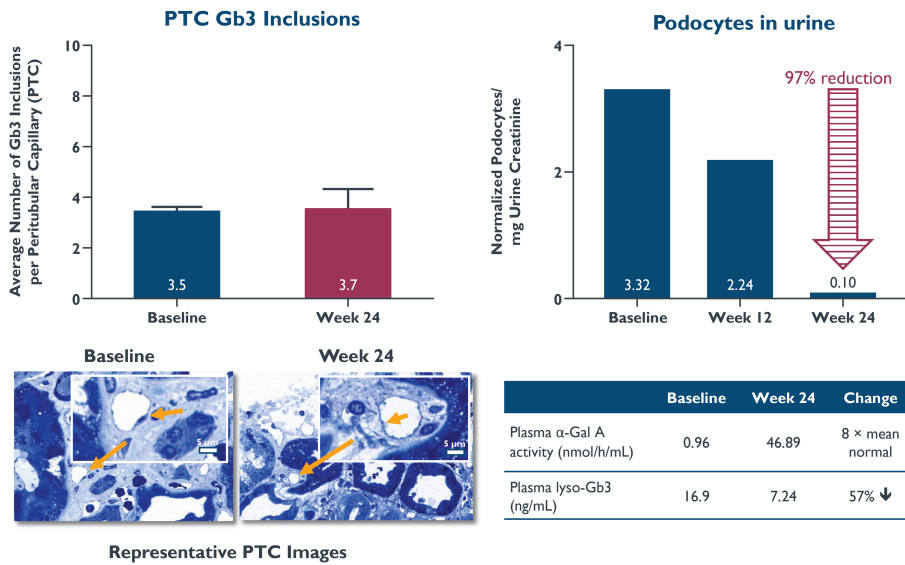 PTC Gb3 Inclusions
Average Number of Gb3 Inclusions
per Peritubular Capillary (PTC)
10
8
6
4
2
0
3.5
3.7
Baseline
Week 24
Podocytes in urine
Normalized Podocytes/
mg Urine Creatinine
4
2
0
97% reduction
3.32
2.24
0.10
Baseline
Week 12
Week 24
Baseline
Week 24
5 µm
5 µm
Representative PTC Images
Baseline Week 24 Change
Plasma α-Gal A
activity (nmol/h/mL)
0.96
46.89
8 × mean
normal
Plasma lyso-Gb3
(ng/mL)
16.9
7.24
57%